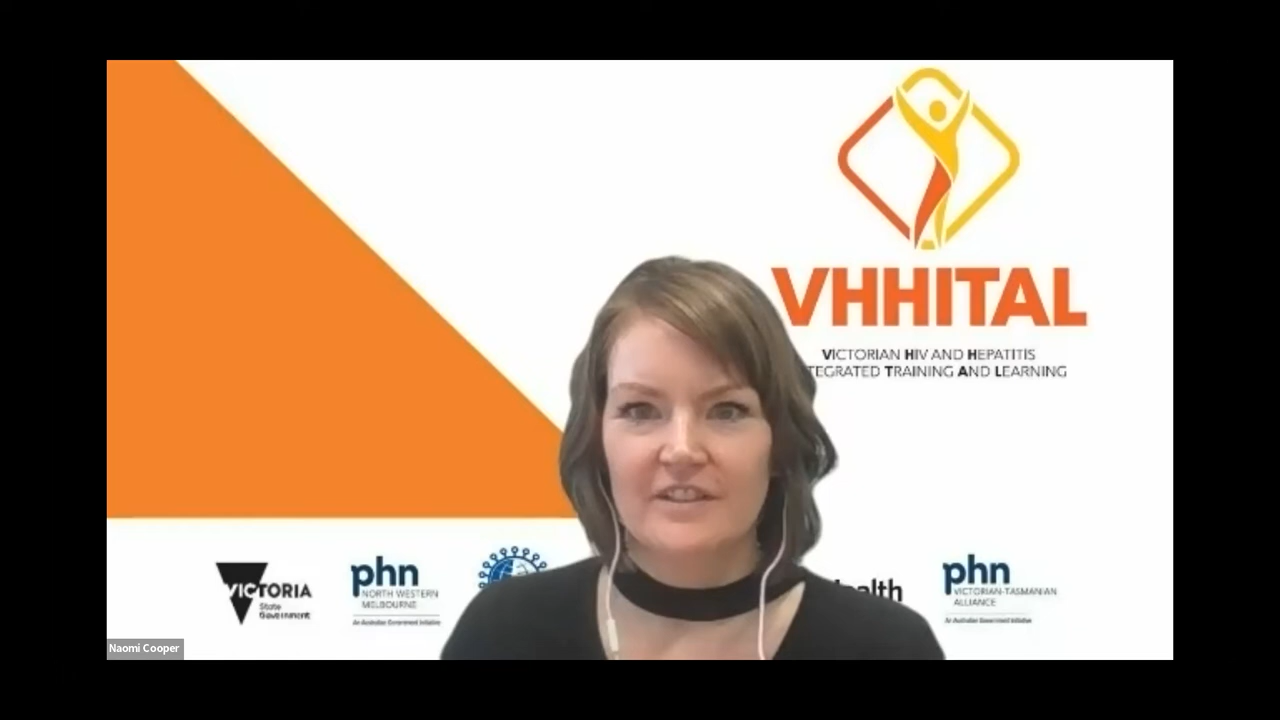 VHHITAL
VICTORIAN HIV AND HEPATITIS
TEGRATED TRAINING AND LEARNING
VICTORIA
State
Government
phn
NORTH WESTERN
MELBOURNE
An Australian Government Initiative
ealth
phn
VICTORIAN-TASMANIAN
ALLIANCE
An Australian Government Initiative
Naomi Cooper